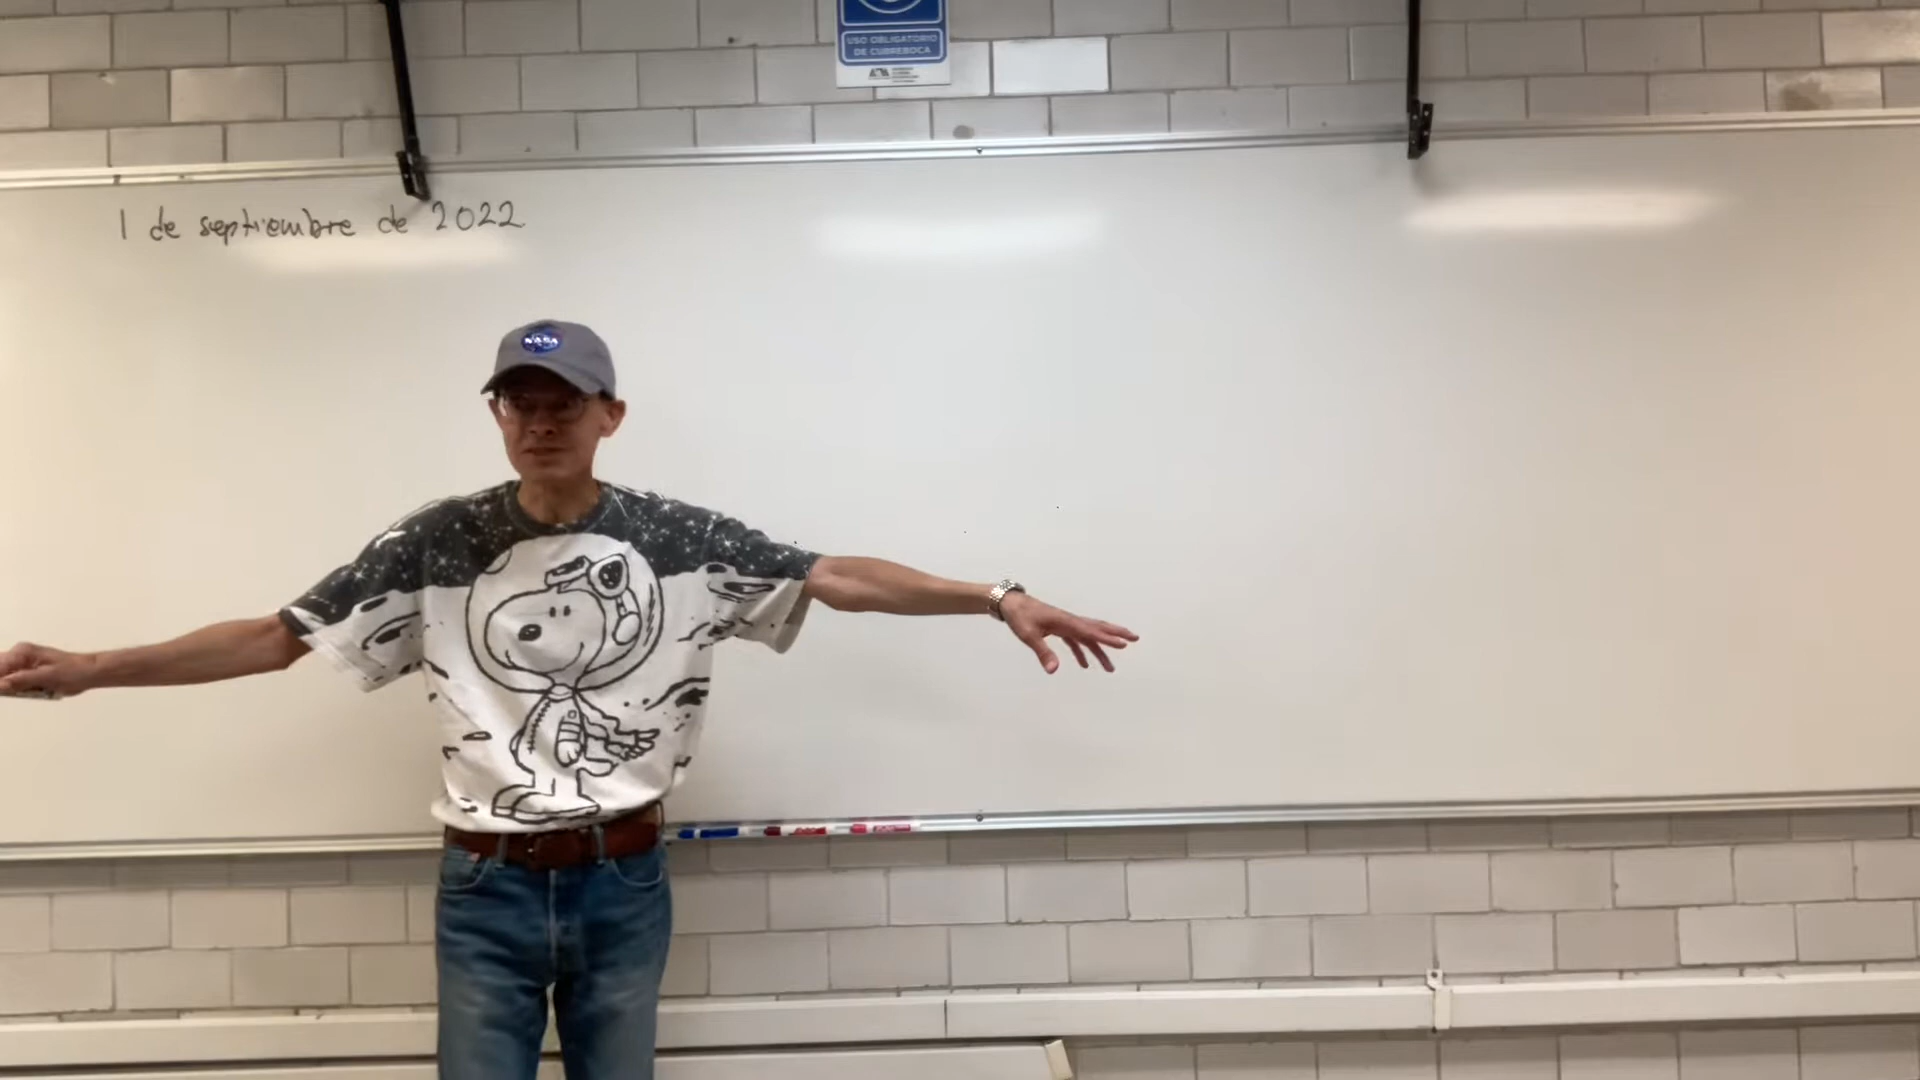 USO OBLIGATORIO
DE CUBREBOCA
1 de septiembre de 2022
NASA